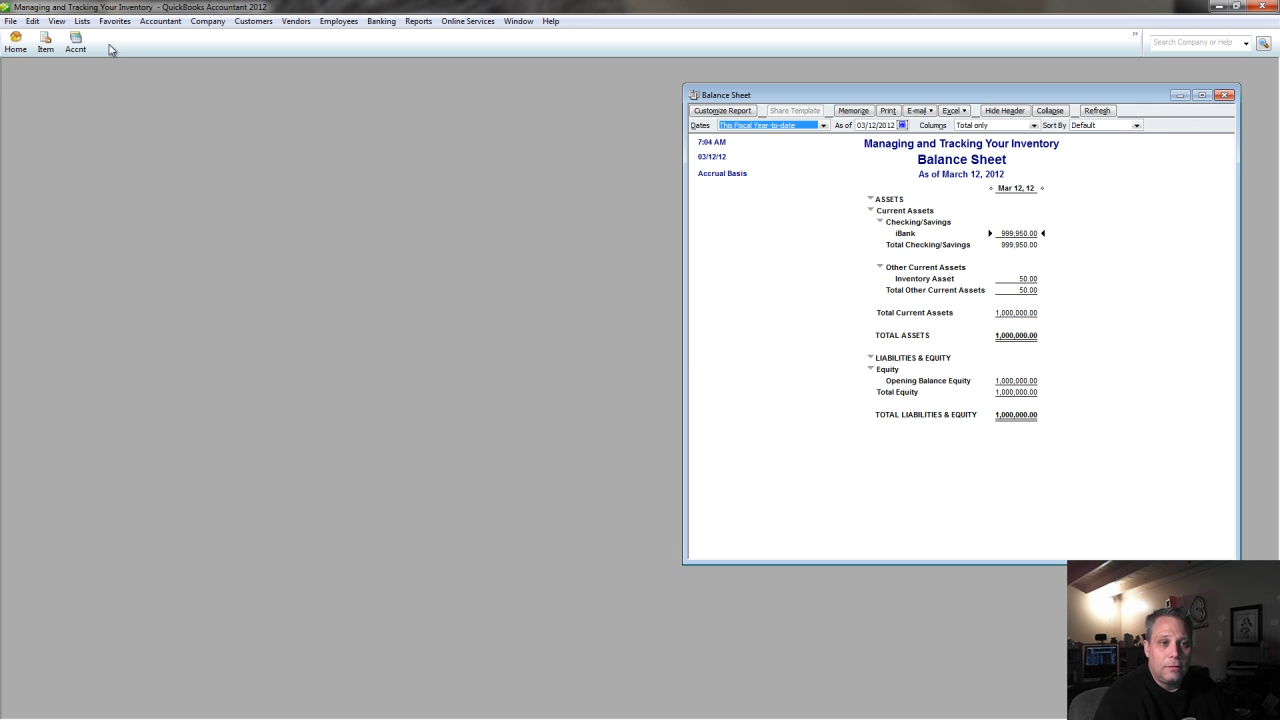 Managing and Tracking Your Inventory - QuickBooks Accountant 2012
File Edit View Lists Favorites Accountant Company Customers Vendors Employees Banking Reports Online Services Window Help
Home Item Accnt
Search Company or Help
Balance Sheet
Customize Report Share Template Memorize Print E-mail Excel Hide Header Collapse Refresh
Dates This Fiscal Year-to-date As of 03/12/2012 Columns Total only Sort By Default
7:04 AM
03/12/12
Accrual Basis
Managing and Tracking Your Inventory
Balance Sheet
As of March 12, 2012
Mar 12, 12
ASSETS
Current Assets
Checking/Savings
iBank 999,950.00
Total Checking/Savings 999,950.00
Other Current Assets
Inventory Asset 50.00
Total Other Current Assets 50.00
Total Current Assets 1,000,000.00
TOTAL ASSETS 1,000,000.00
LIABILITIES & EQUITY
Equity
Opening Balance Equity 1,000,000.00
Total Equity 1,000,000.00
TOTAL LIABILITIES & EQUITY 1,000,000.00